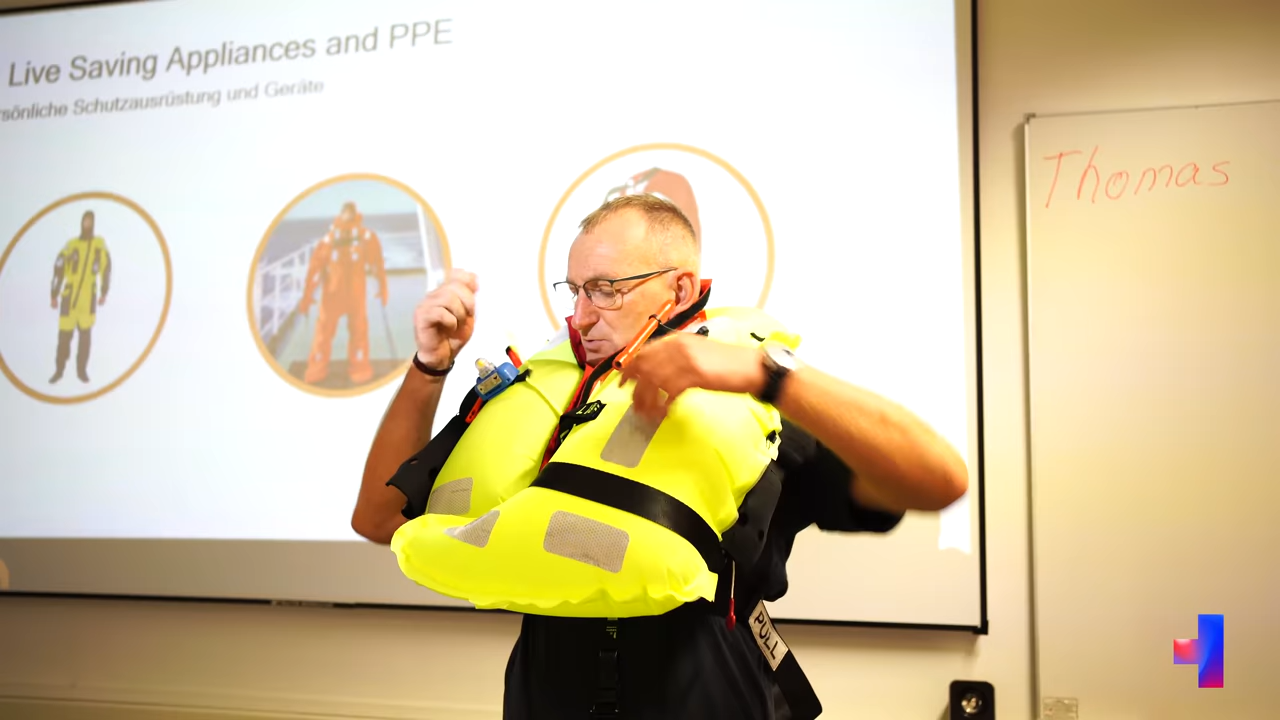 Live Saving Appliances and PPE
rsönliche Schutzausrüstung und Geräte
Thomas
PULL